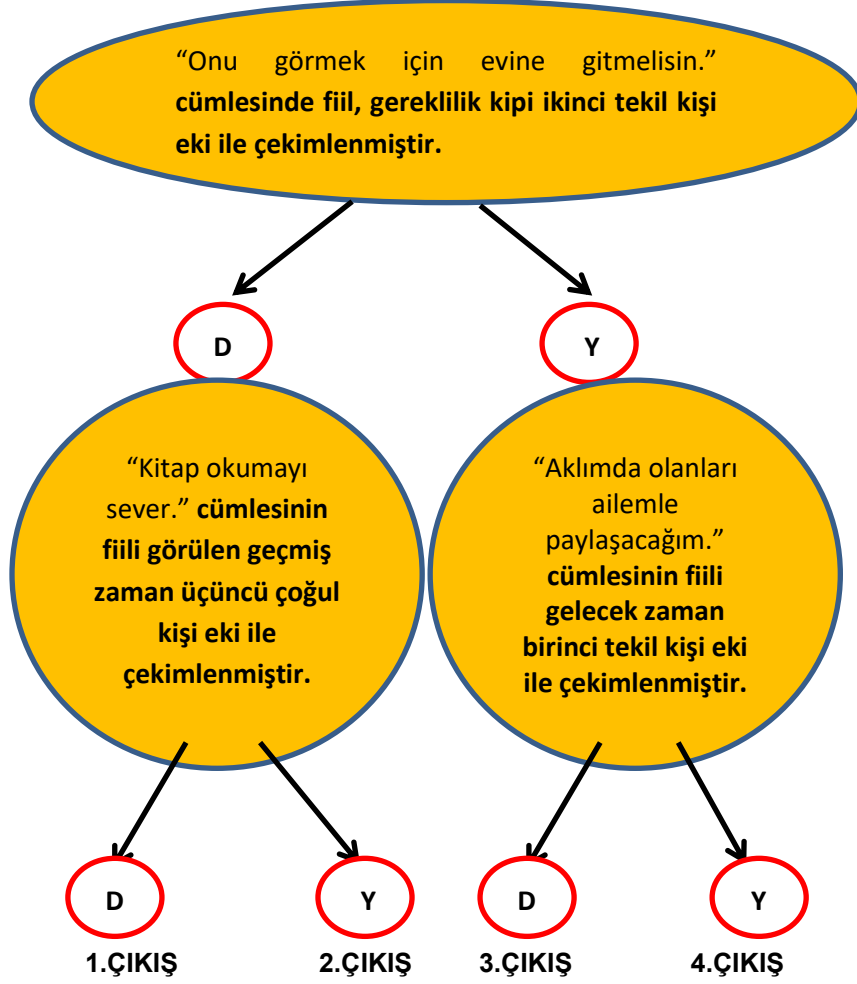 “Onu görmek için evine gitmelisin.”
cümlesinde fiil, gereklilik kipi ikinci tekil kişi
eki ile çekimlenmiştir.
D
Y
“Kitap okumayı
sever.” cümlesinin
fiili görülen geçmiş
zaman üçüncü çoğul
kişi eki ile
çekimlenmiştir.
“Aklımda olanları
ailemle
paylaşacağım.”
cümlesinin fiili
gelecek zaman
birinci tekil kişi eki
ile çekimlenmiştir.
D
Y
D
Y
1.ÇIKIŞ
2.ÇIKIŞ
3.ÇIKIŞ
4.ÇIKIŞ